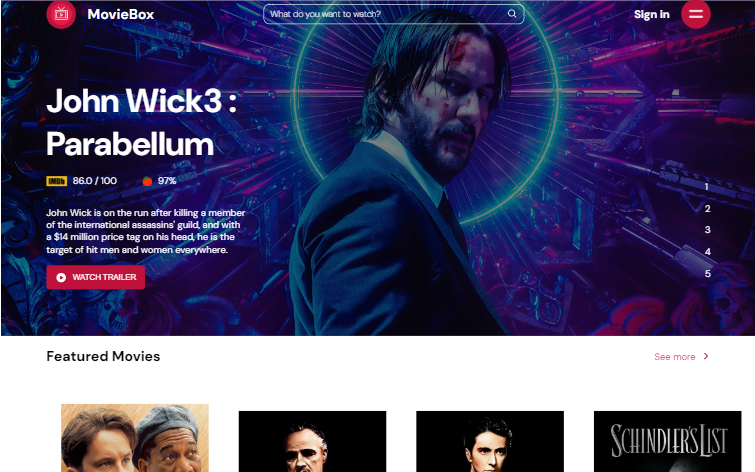 MovieBox
What do you want to watch?
Sign in
John Wick3 :
Parabellum
IMDb 86.0 / 100 97%
John Wick is on the run after killing a member
of the international assassins' guild, and with
a $14 million price tag on his head, he is the
target of hit men and women everywhere.
WATCH TRAILER
1
2
3
4
5
Featured Movies
See more
SCHINDLER'S LIST